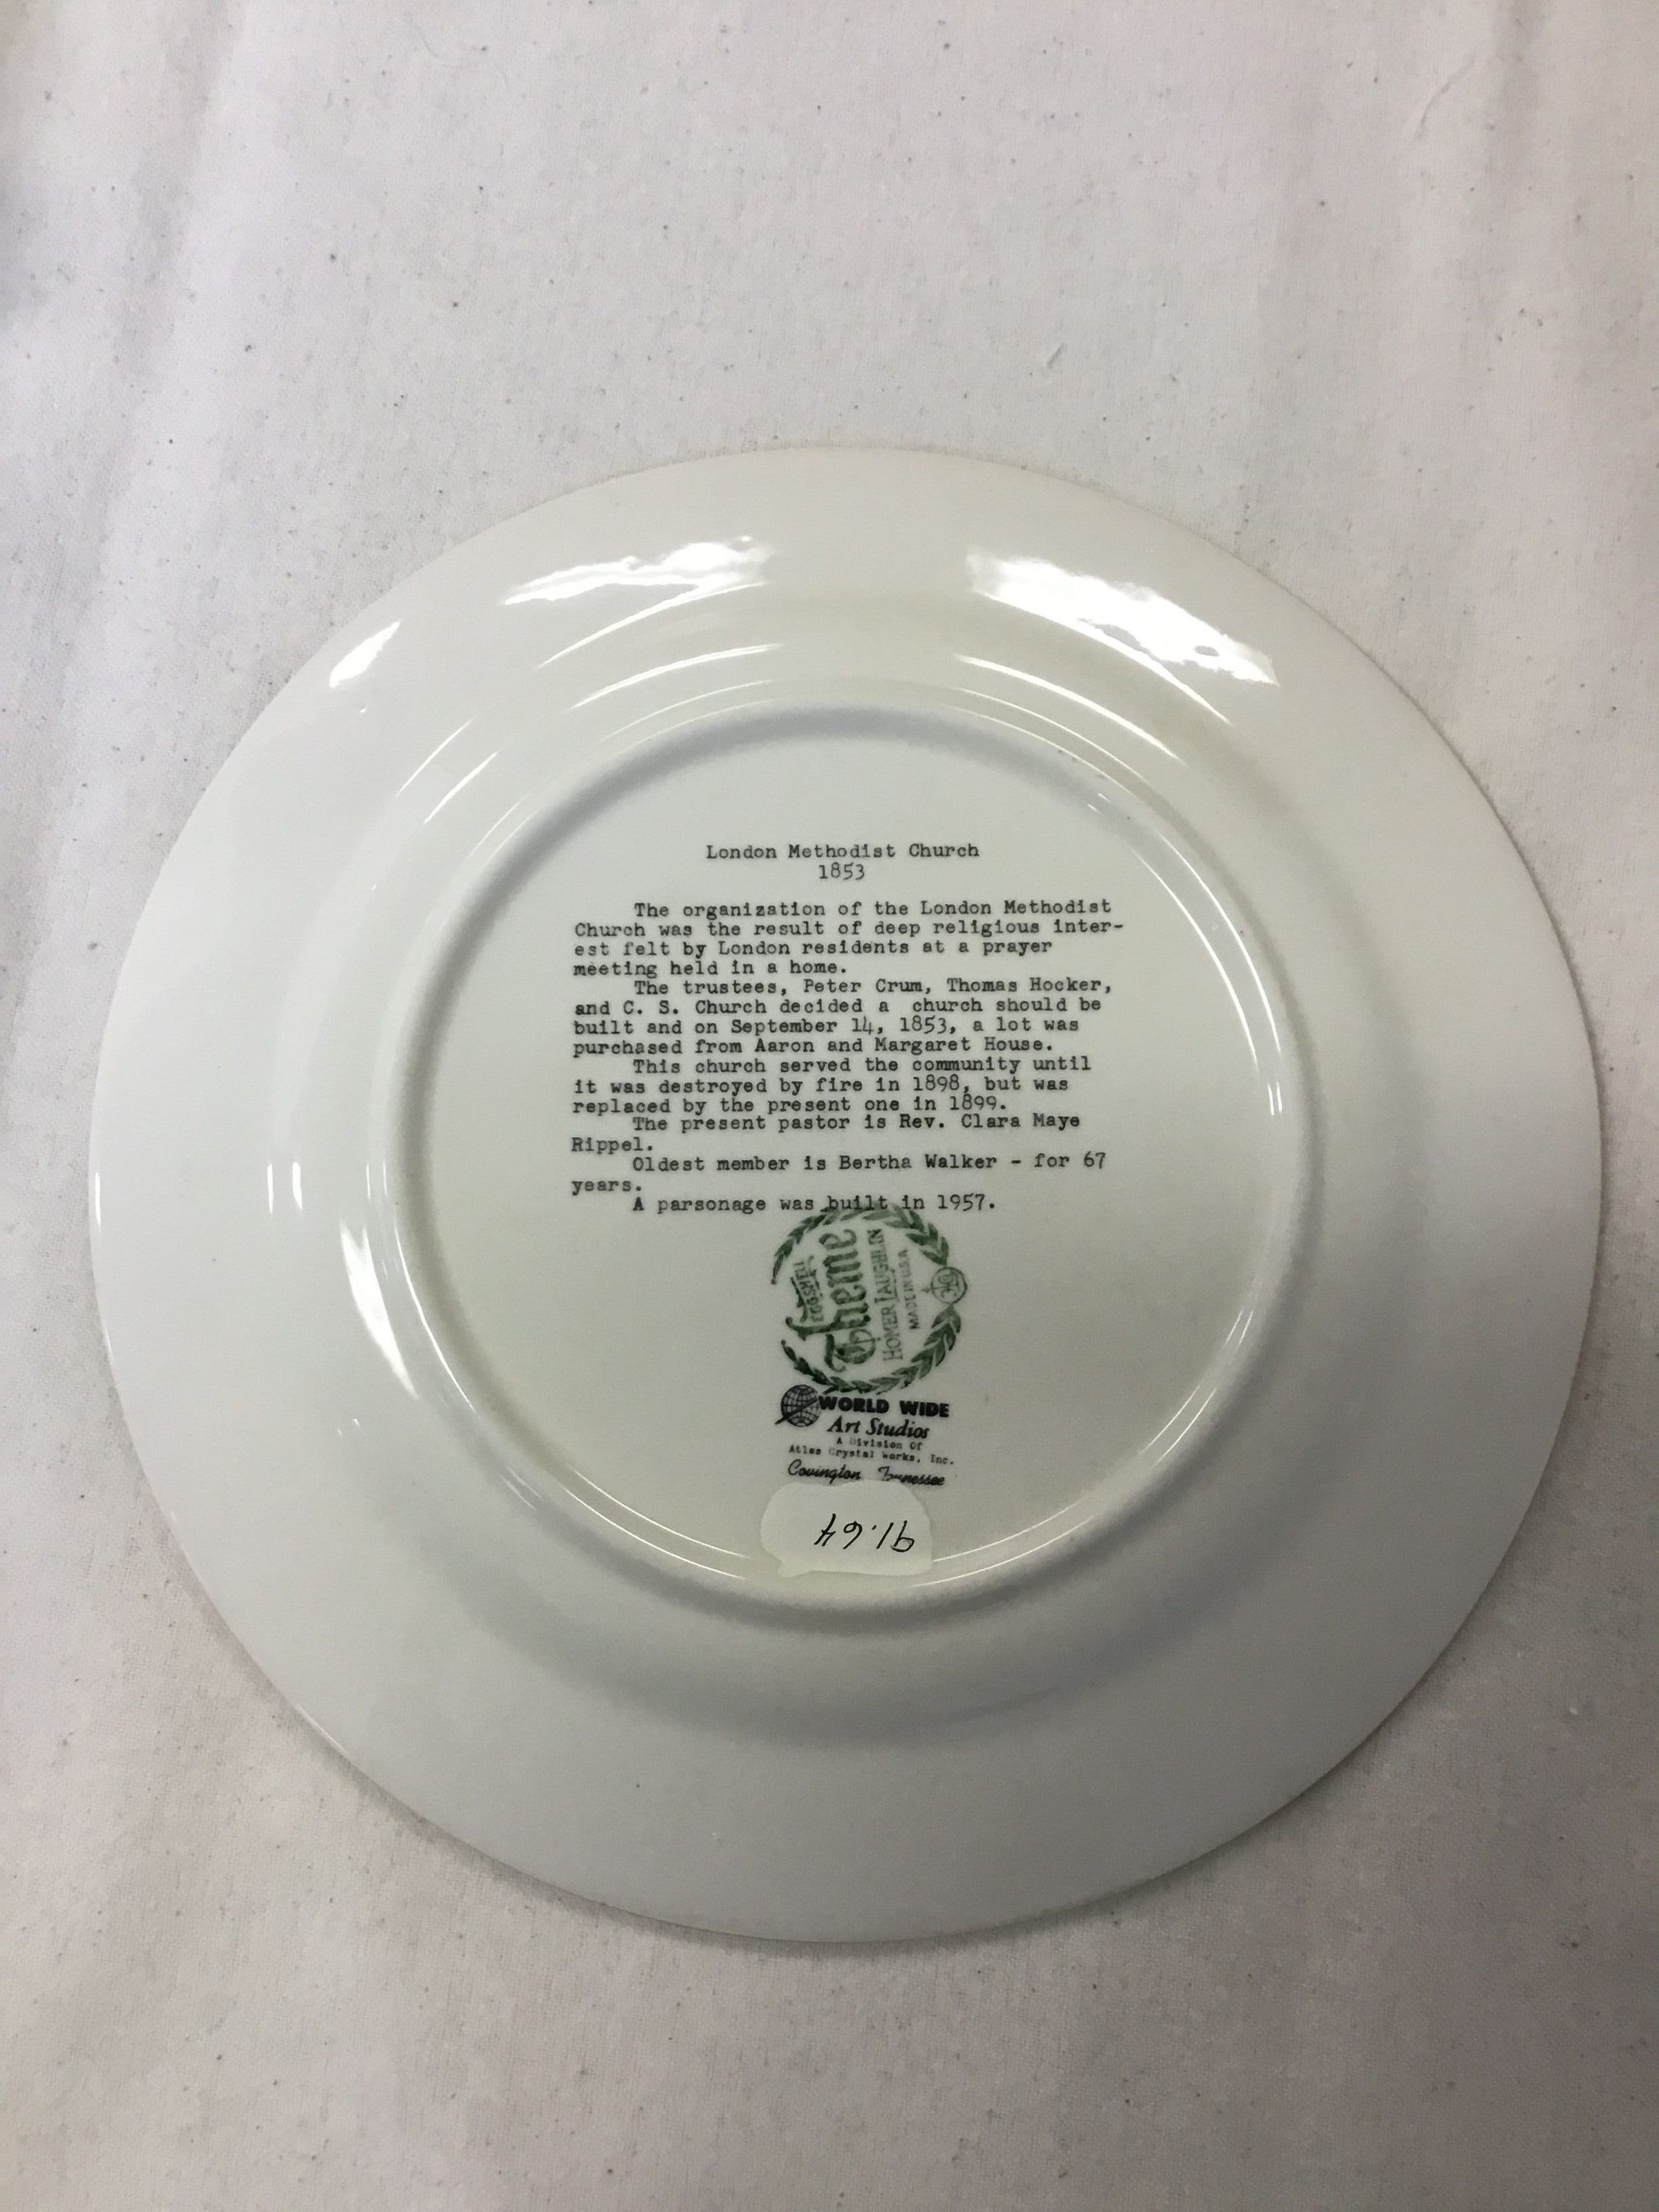 London Methodist Church
1853
The organization of the London Methodist
Church was the result of deep religious inter-
est felt by London residents at a prayer
meeting held in a home.
The trustees, Peter Crum, Thomas Hocker,
and C. S. Church decided a church should be
built and on September 14, 1853, a lot was
purchased from Aaron and Margaret House.
This church served the community until
it was destroyed by fire in 1898, but was
replaced by the present one in 1899.
The present pastor is Rev. Clara Maye
Rippel.
Oldest member is Bertha Walker - for 67
years.
A parsonage was built in 1957.
EGGSHELL
Georgian
HOMER LAUGHLIN
MADE IN U.S.A.
WORLD WIDE
Art Studios
A Division Of
Atlas Crystal Works, Inc.
Covington Tennessee
91.64